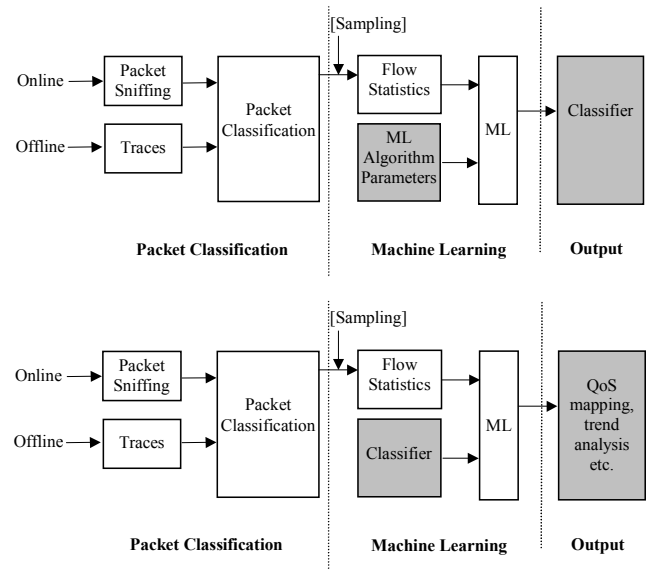 [Sampling]
Online
Packet
Sniffing
Offline
Traces
Packet
Classification
Flow
Statistics
ML
Algorithm
Parameters
ML
Classifier
Packet Classification
Machine Learning
Output
[Sampling]
Online
Packet
Sniffing
Offline
Traces
Packet
Classification
Flow
Statistics
Classifier
ML
QoS
mapping,
trend
analysis
etc.
Packet Classification
Machine Learning
Output